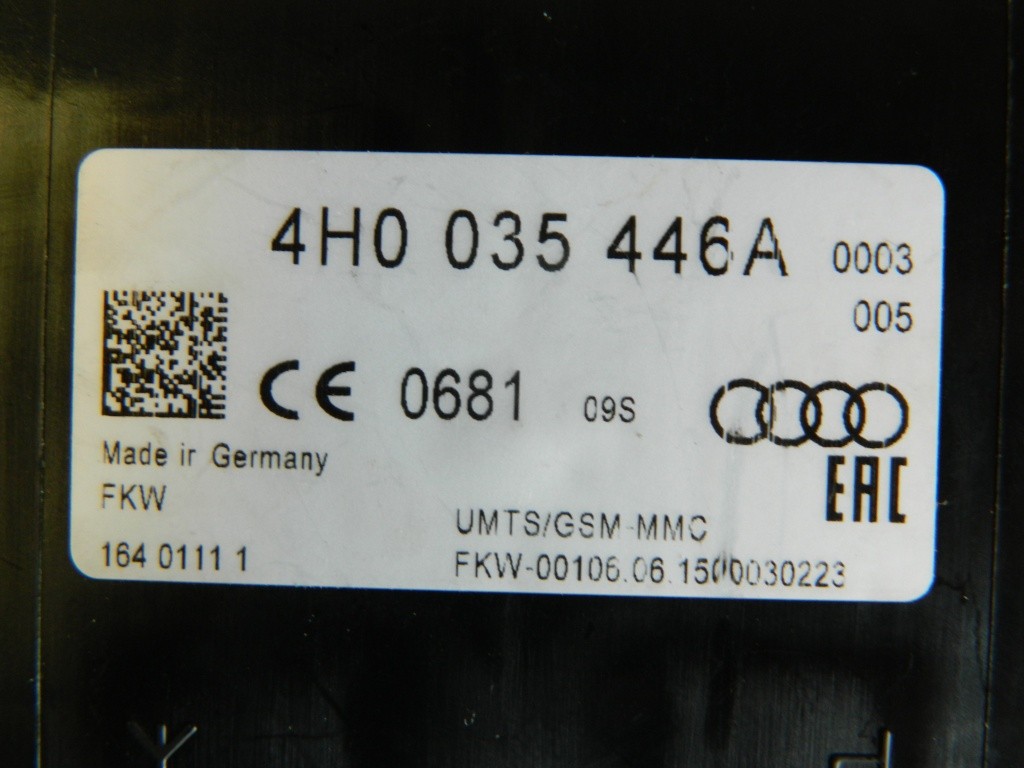 4H0 035 446A 0003
005
CE 0681 09S
Made in Germany
EAC
FKW
UMTS/GSM-MMC
164 0111 1
FKW-00106.06.1500030223